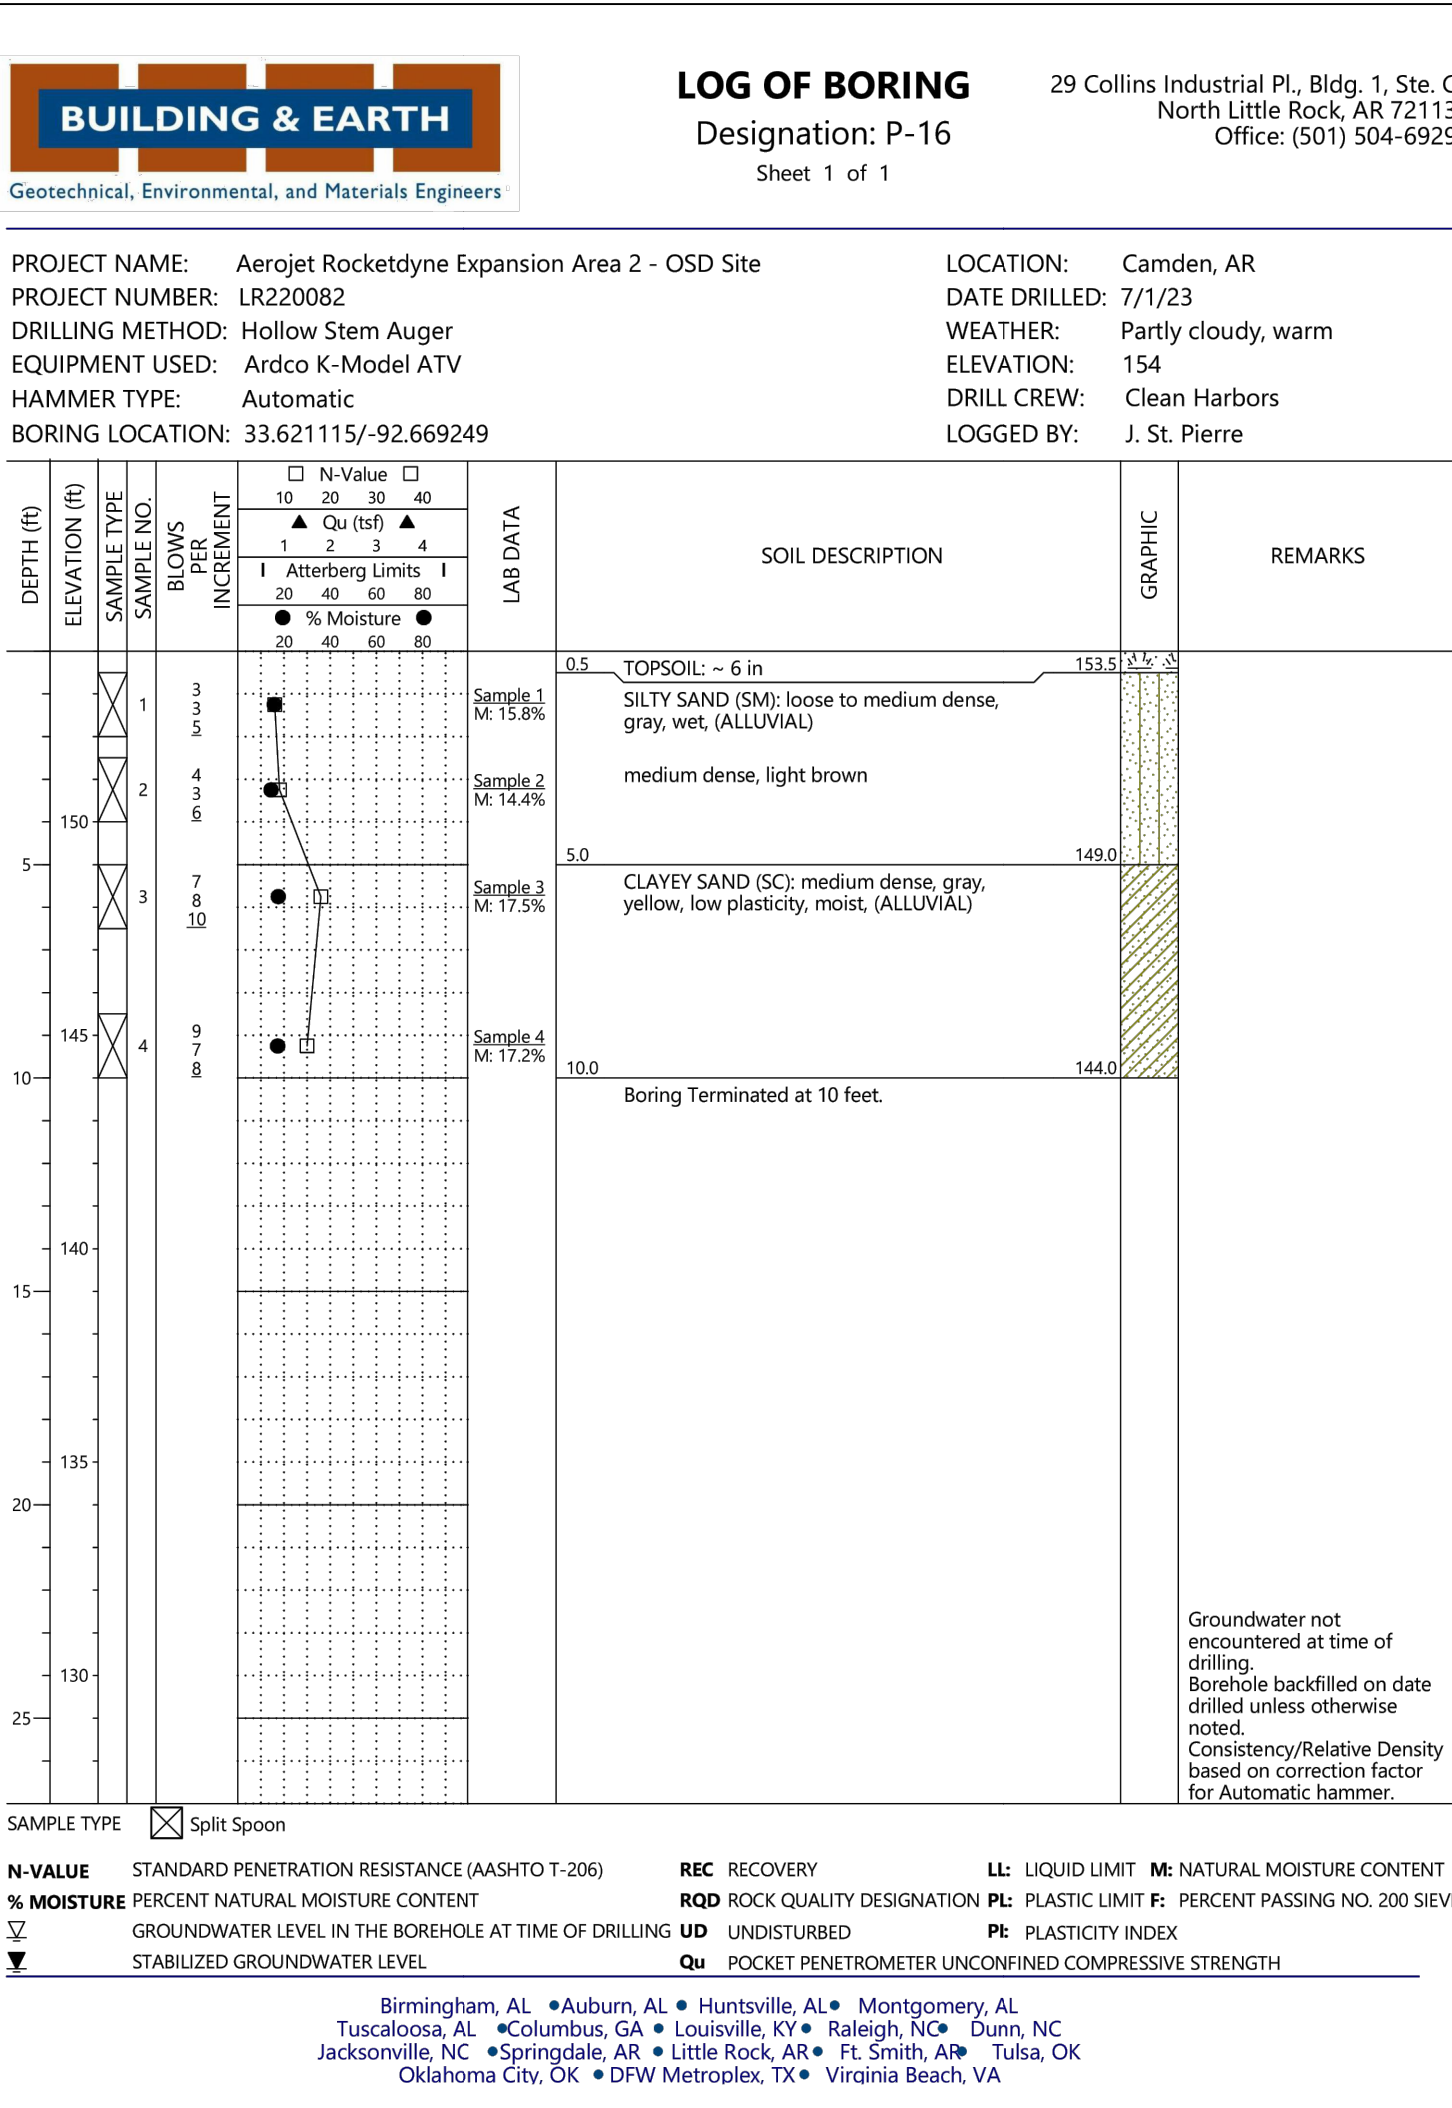 BUILDING & EARTH
Geotechnical, Environmental, and Materials Engineers
LOG OF BORING
Designation: P-16
Sheet 1 of 1
29 Collins Industrial Pl., Bldg. 1, Ste. C
North Little Rock, AR 72113
Office: (501) 504-6929
PROJECT NAME: Aerojet Rocketdyne Expansion Area 2 - OSD Site
PROJECT NUMBER: LR220082
DRILLING METHOD: Hollow Stem Auger
EQUIPMENT USED: Ardco K-Model ATV
HAMMER TYPE: Automatic
BORING LOCATION: 33.621115/-92.669249
LOCATION: Camden, AR
DATE DRILLED: 7/1/23
WEATHER: Partly cloudy, warm
ELEVATION: 154
DRILL CREW: Clean Harbors
LOGGED BY: J. St. Pierre
DEPTH (ft)
ELEVATION (ft)
SAMPLE TYPE
SAMPLE NO.
BLOWS
PER
INCREMENT
N-Value
10 20 30 40
Qu (tsf)
1 2 3 4
Atterberg Limits
20 40 60 80
% Moisture
20 40 60 80
LAB DATA
SOIL DESCRIPTION
GRAPHIC
REMARKS
0.5 TOPSOIL: ~ 6 in 153.5
1
3
3
5
Sample 1
M: 15.8%
SILTY SAND (SM): loose to medium dense,
gray, wet, (ALLUVIAL)
2
4
3
6
Sample 2
M: 14.4%
medium dense, light brown
150
5
5.0 149.0
3
7
8
10
Sample 3
M: 17.5%
CLAYEY SAND (SC): medium dense, gray,
yellow, low plasticity, moist, (ALLUVIAL)
145
4
9
7
8
Sample 4
M: 17.2%
10
10.0 144.0
Boring Terminated at 10 feet.
140
15
135
20
130
25
Groundwater not
encountered at time of
drilling.
Borehole backfilled on date
drilled unless otherwise
noted.
Consistency/Relative Density
based on correction factor
for Automatic hammer.
SAMPLE TYPE Split Spoon
N-VALUE STANDARD PENETRATION RESISTANCE (AASHTO T-206) REC RECOVERY LL: LIQUID LIMIT M: NATURAL MOISTURE CONTENT
% MOISTURE PERCENT NATURAL MOISTURE CONTENT RQD ROCK QUALITY DESIGNATION PL: PLASTIC LIMIT F: PERCENT PASSING NO. 200 SIEV
GROUNDWATER LEVEL IN THE BOREHOLE AT TIME OF DRILLING UD UNDISTURBED PI: PLASTICITY INDEX
STABILIZED GROUNDWATER LEVEL Qu POCKET PENETROMETER UNCONFINED COMPRESSIVE STRENGTH
Birmingham, AL • Auburn, AL • Huntsville, AL • Montgomery, AL
Tuscaloosa, AL • Columbus, GA • Louisville, KY • Raleigh, NC • Dunn, NC
Jacksonville, NC • Springdale, AR • Little Rock, AR • Ft. Smith, AR • Tulsa, OK
Oklahoma City, OK • DFW Metroplex, TX • Virginia Beach, VA